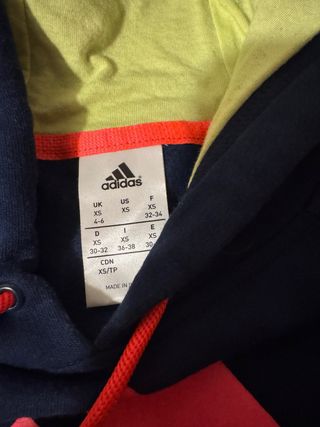 adidas
UK US F
XS XS XS
4-6 32-34
D I E
XS XS XS
30-32 36-38 30
CDN
XS/TP
MADE IN